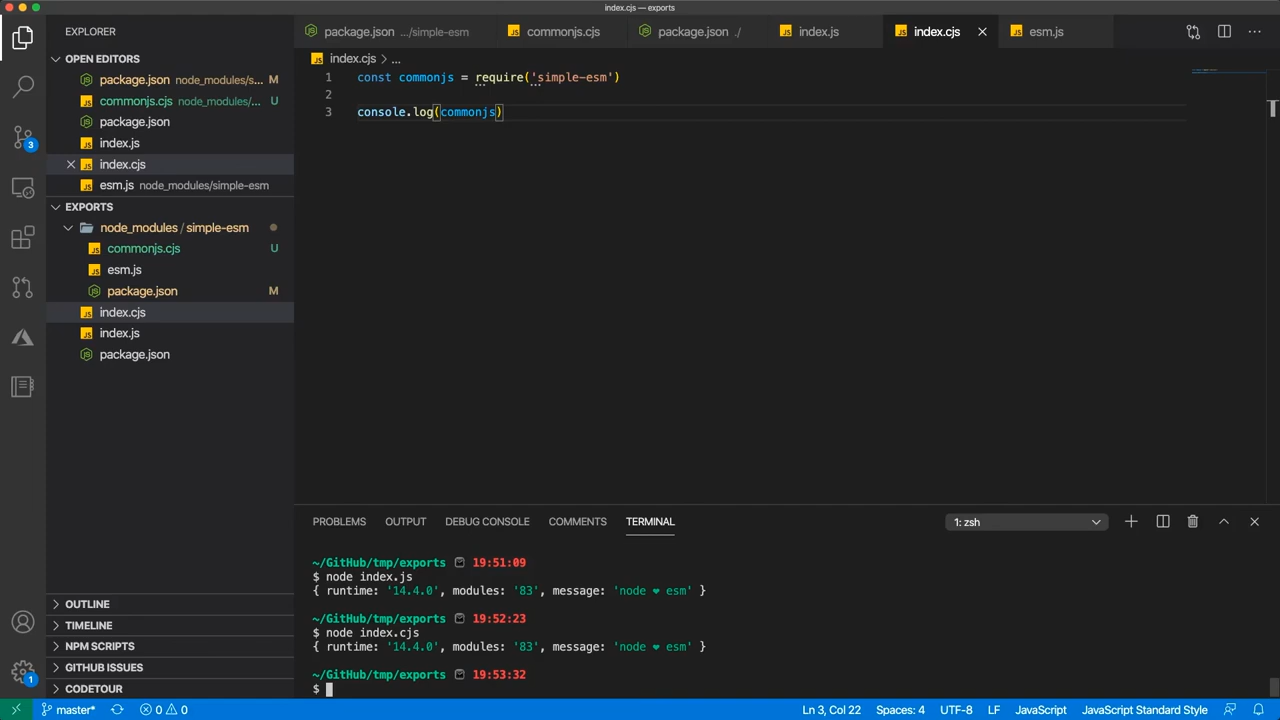 index.cjs — exports
EXPLORER
package.json .../simple-esm
commonjs.cjs
package.json ./
index.js
index.cjs
esm.js
OPEN EDITORS
package.json node_modules/s... M
commonjs.cjs node_modules/... U
package.json
index.js
index.cjs
esm.js node_modules/simple-esm
EXPORTS
node_modules / simple-esm
commonjs.cjs U
esm.js
package.json M
index.cjs
index.js
package.json
OUTLINE
TIMELINE
NPM SCRIPTS
GITHUB ISSUES
CODETOUR
3
1
index.cjs > ...
1 const commonjs = require('simple-esm')
2
3 console.log(commonjs)
PROBLEMS OUTPUT DEBUG CONSOLE COMMENTS TERMINAL
1: zsh
~/GitHub/tmp/exports 19:51:09
$ node index.js
{ runtime: '14.4.0', modules: '83', message: 'node ❤ esm' }
~/GitHub/tmp/exports 19:52:23
$ node index.cjs
{ runtime: '14.4.0', modules: '83', message: 'node ❤ esm' }
~/GitHub/tmp/exports 19:53:32
$
master* 0 0 Ln 3, Col 22 Spaces: 4 UTF-8 LF JavaScript JavaScript Standard Style